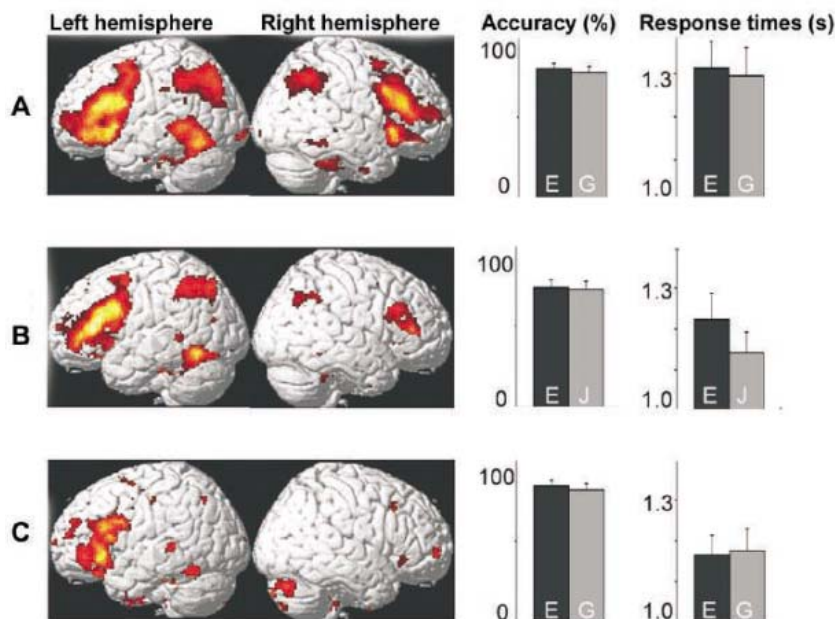 Left hemisphere Right hemisphere Accuracy (%) Response times (s)
A
100
0
E G
1.3
1.0
E G
B
100
0
E J
1.3
1.0
E J
C
100
0
E G
1.3
1.0
E G